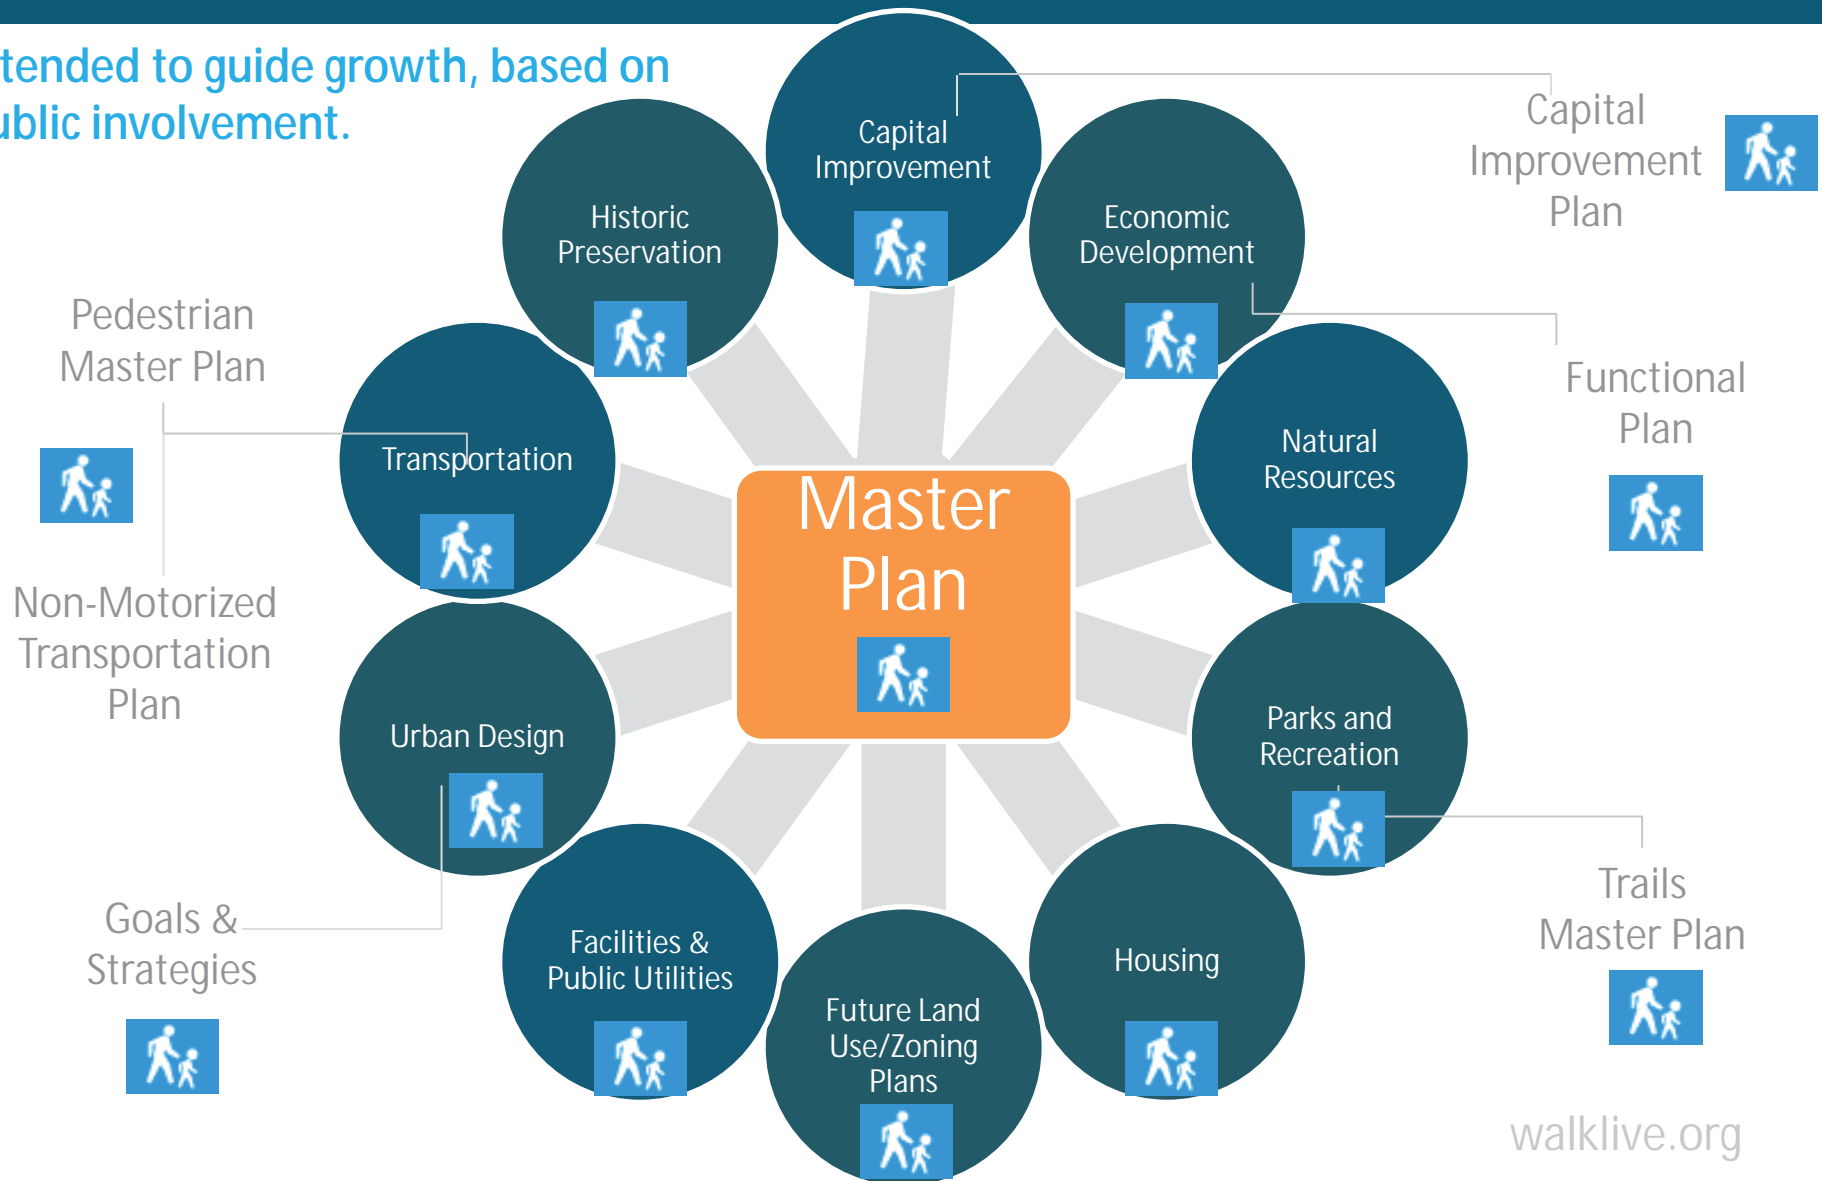 tended to guide growth, based on
ublic involvement.
Capital
Improvement
Capital
Improvement
Plan
Historic
Preservation
Economic
Development
Pedestrian
Master Plan
Functional
Plan
Transportation
Natural
Resources
Master
Plan
Non-Motorized
Transportation
Plan
Urban Design
Parks and
Recreation
Goals &
Strategies
Facilities &
Public Utilities
Housing
Trails
Master Plan
Future Land
Use/Zoning
Plans
walklive.org